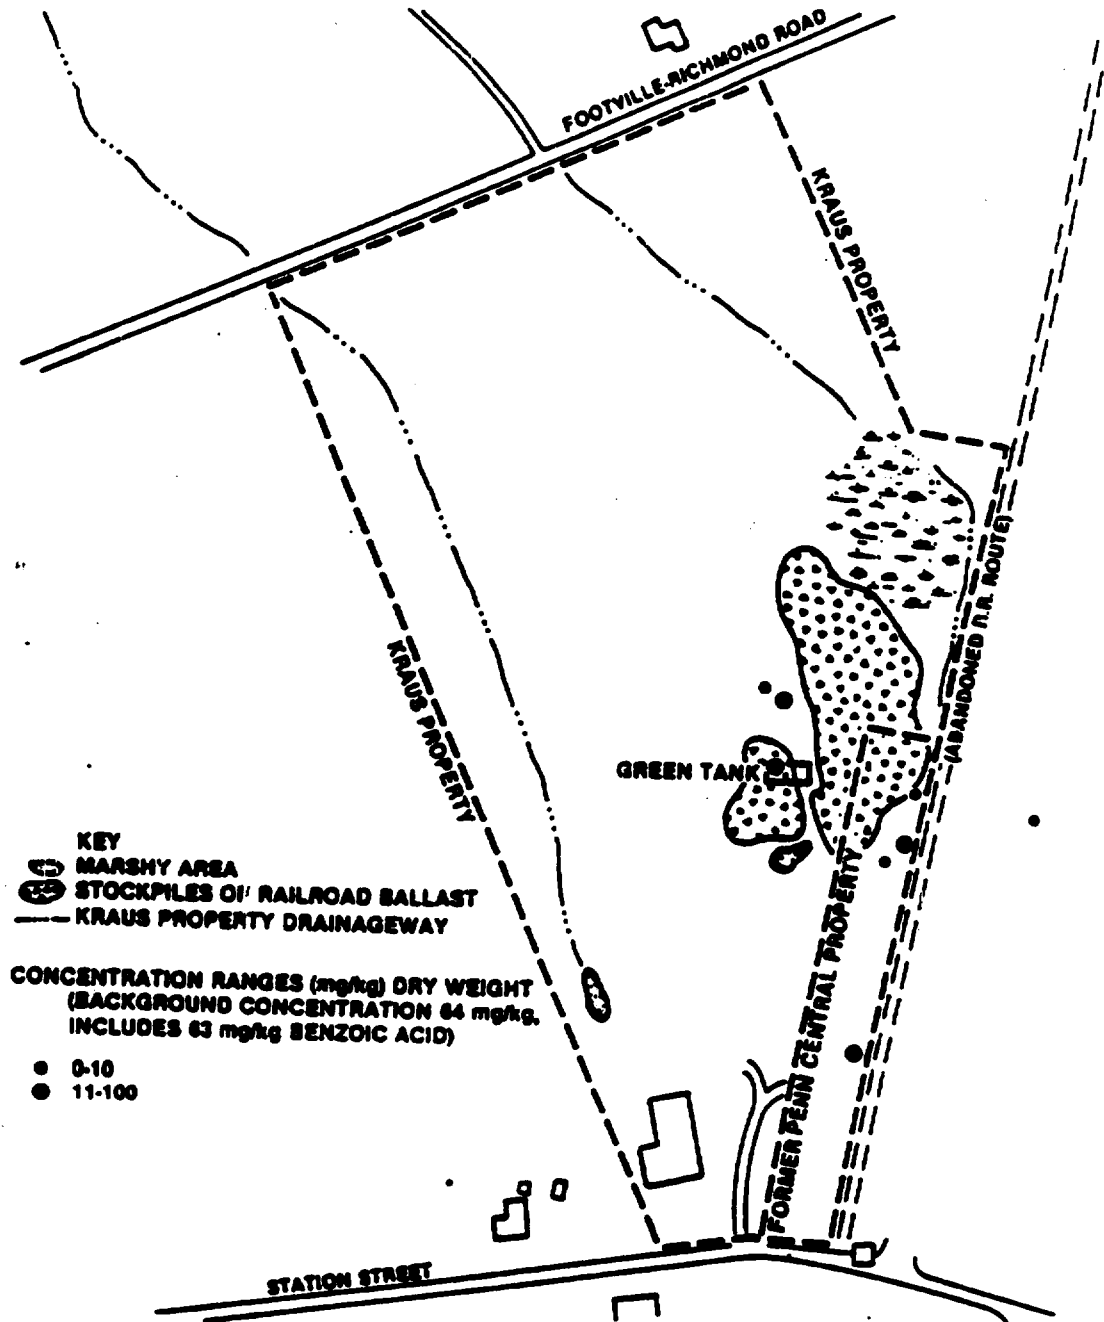 FOOTVILLE-RICHMOND ROAD
KRAUS PROPERTY
(ABANDONED R.R. ROUTE)
KRAUS PROPERTY
GREEN TANK
FORMER PENN CENTRAL PROPERTY
KEY
MARSHY AREA
STOCKPILES OF RAILROAD BALLAST
KRAUS PROPERTY DRAINAGEWAY
CONCENTRATION RANGES (mg/kg) DRY WEIGHT
(BACKGROUND CONCENTRATION 64 mg/kg,
INCLUDES 63 mg/kg BENZOIC ACID)
0-10
11-100
STATION STREET